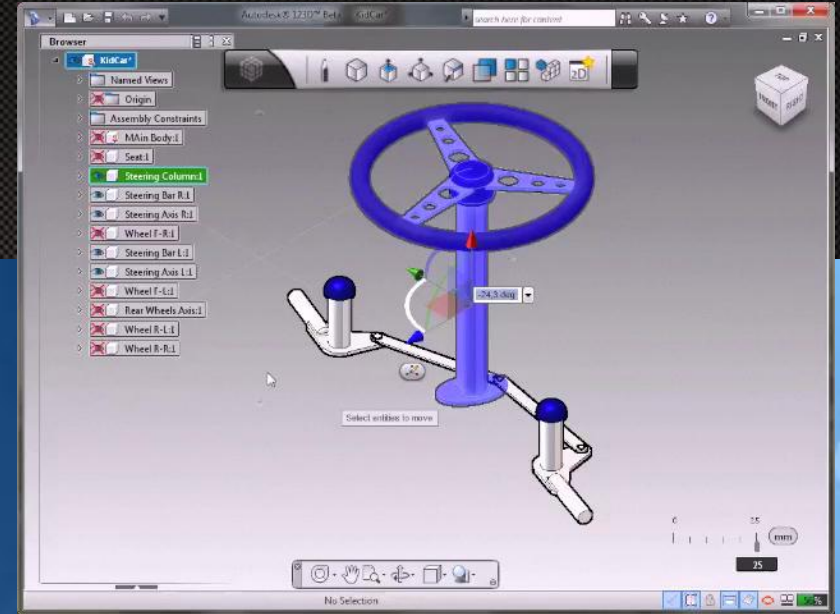 Autodesk® 123D™ Beta KidCar*
search here for content
Browser
KidCar*
Named Views
Origin
Assembly Constraints
MAin Body:1
Seat:1
Steering Column:1
Steering Bar R:1
Steering Axis R:1
Wheel F-R:1
Steering Bar L:1
Steering Axis L:1
Wheel F-L:1
Rear Wheels Axis:1
Wheel R-L:1
Wheel R-R:1
2D
TOP
FRONT
RIGHT
-24,3 deg
Select entities to move
0
25
mm
25
No Selection